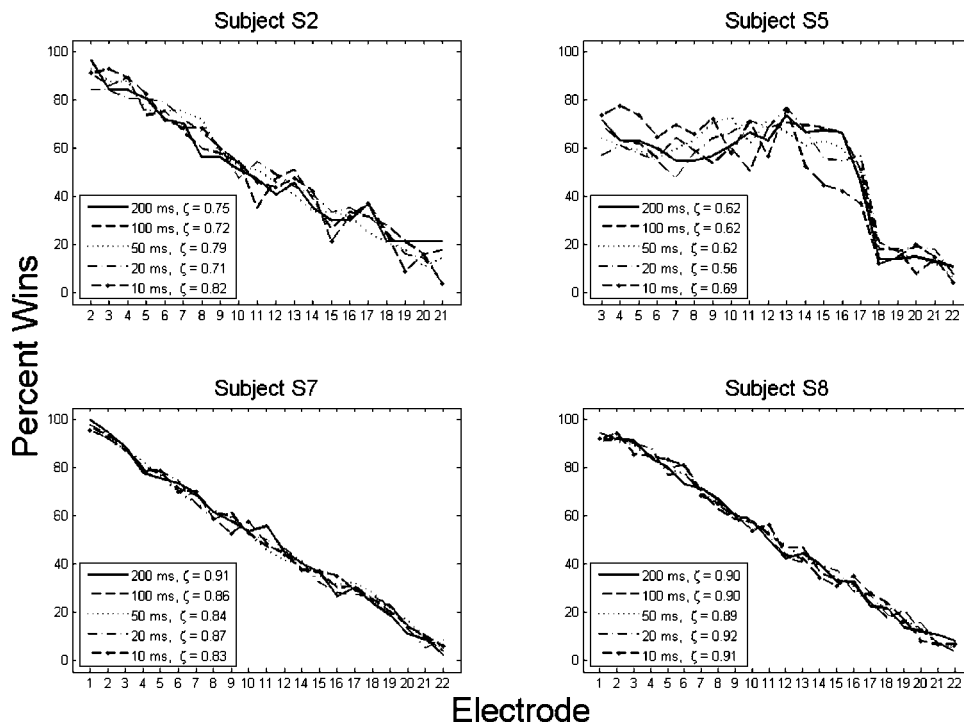 Subject S2
100
80
60
40
20
0
200 ms, ζ = 0.75
100 ms, ζ = 0.72
50 ms, ζ = 0.79
20 ms, ζ = 0.71
10 ms, ζ = 0.82
2 3 4 5 6 7 8 9 10 11 12 13 14 15 16 17 18 19 20 21
Subject S5
100
80
60
40
20
0
200 ms, ζ = 0.62
100 ms, ζ = 0.62
50 ms, ζ = 0.62
20 ms, ζ = 0.56
10 ms, ζ = 0.69
3 4 5 6 7 8 9 10 11 12 13 14 15 16 17 18 19 20 21 22
Percent Wins
Subject S7
100
80
60
40
20
0
200 ms, ζ = 0.91
100 ms, ζ = 0.86
50 ms, ζ = 0.84
20 ms, ζ = 0.87
10 ms, ζ = 0.83
1 2 3 4 5 6 7 8 9 10 11 12 13 14 15 16 17 18 19 20 21 22
Subject S8
100
80
60
40
20
0
200 ms, ζ = 0.90
100 ms, ζ = 0.90
50 ms, ζ = 0.89
20 ms, ζ = 0.92
10 ms, ζ = 0.91
1 2 3 4 5 6 7 8 9 10 11 12 13 14 15 16 17 18 19 20 21 22
Electrode